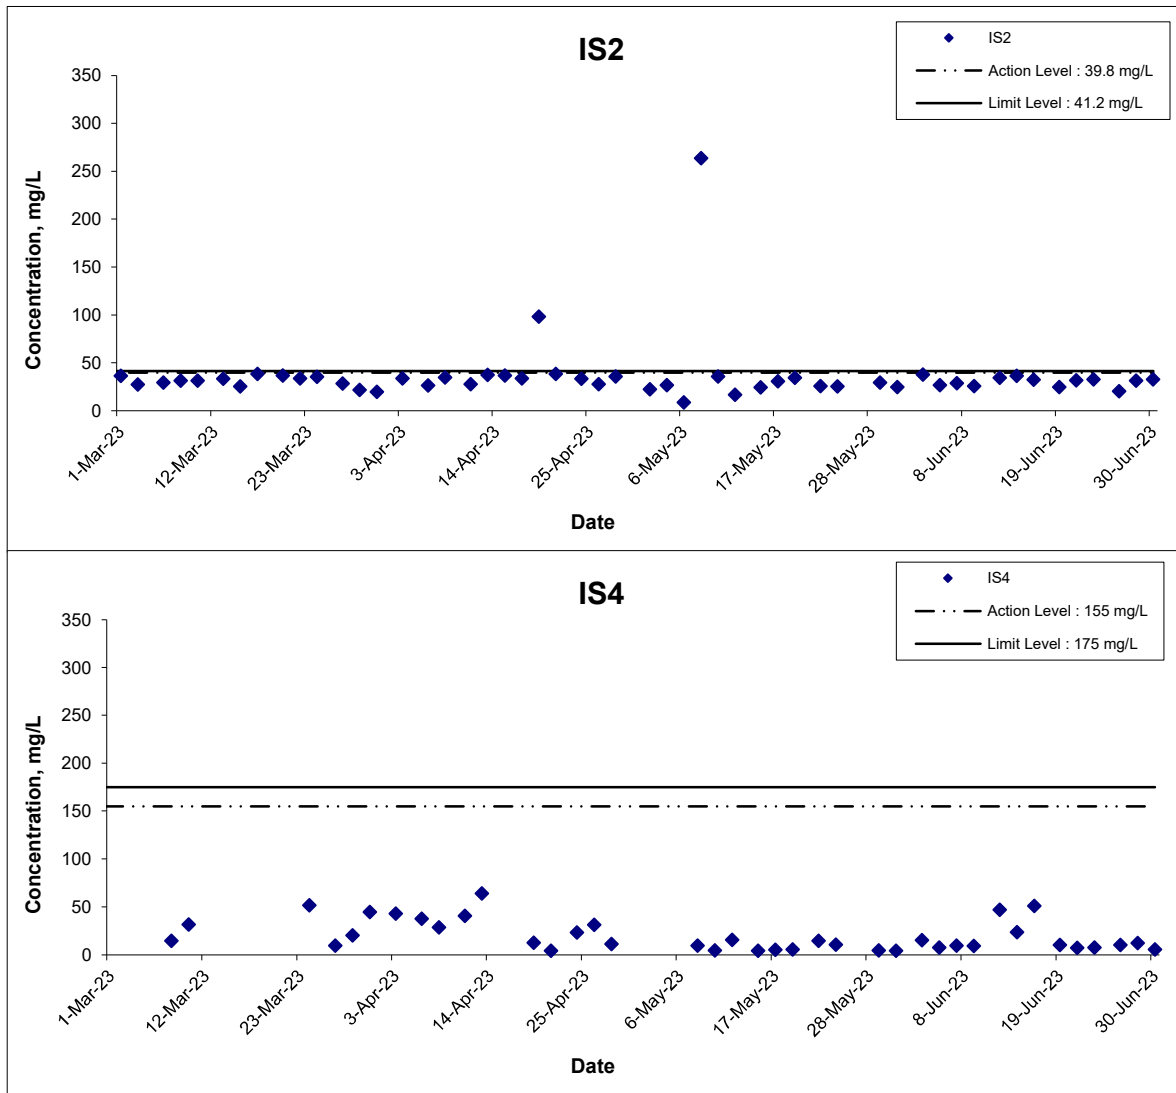 IS2
IS2
Action Level : 39.8 mg/L
Limit Level : 41.2 mg/L
350
300
250
200
150
100
50
0
Concentration, mg/L
1-Mar-23
12-Mar-23
23-Mar-23
3-Apr-23
14-Apr-23
25-Apr-23
6-May-23
17-May-23
28-May-23
8-Jun-23
19-Jun-23
30-Jun-23
Date
IS4
IS4
Action Level : 155 mg/L
Limit Level : 175 mg/L
350
300
250
200
150
100
50
0
Concentration, mg/L
1-Mar-23
12-Mar-23
23-Mar-23
3-Apr-23
14-Apr-23
25-Apr-23
6-May-23
17-May-23
28-May-23
8-Jun-23
19-Jun-23
30-Jun-23
Date